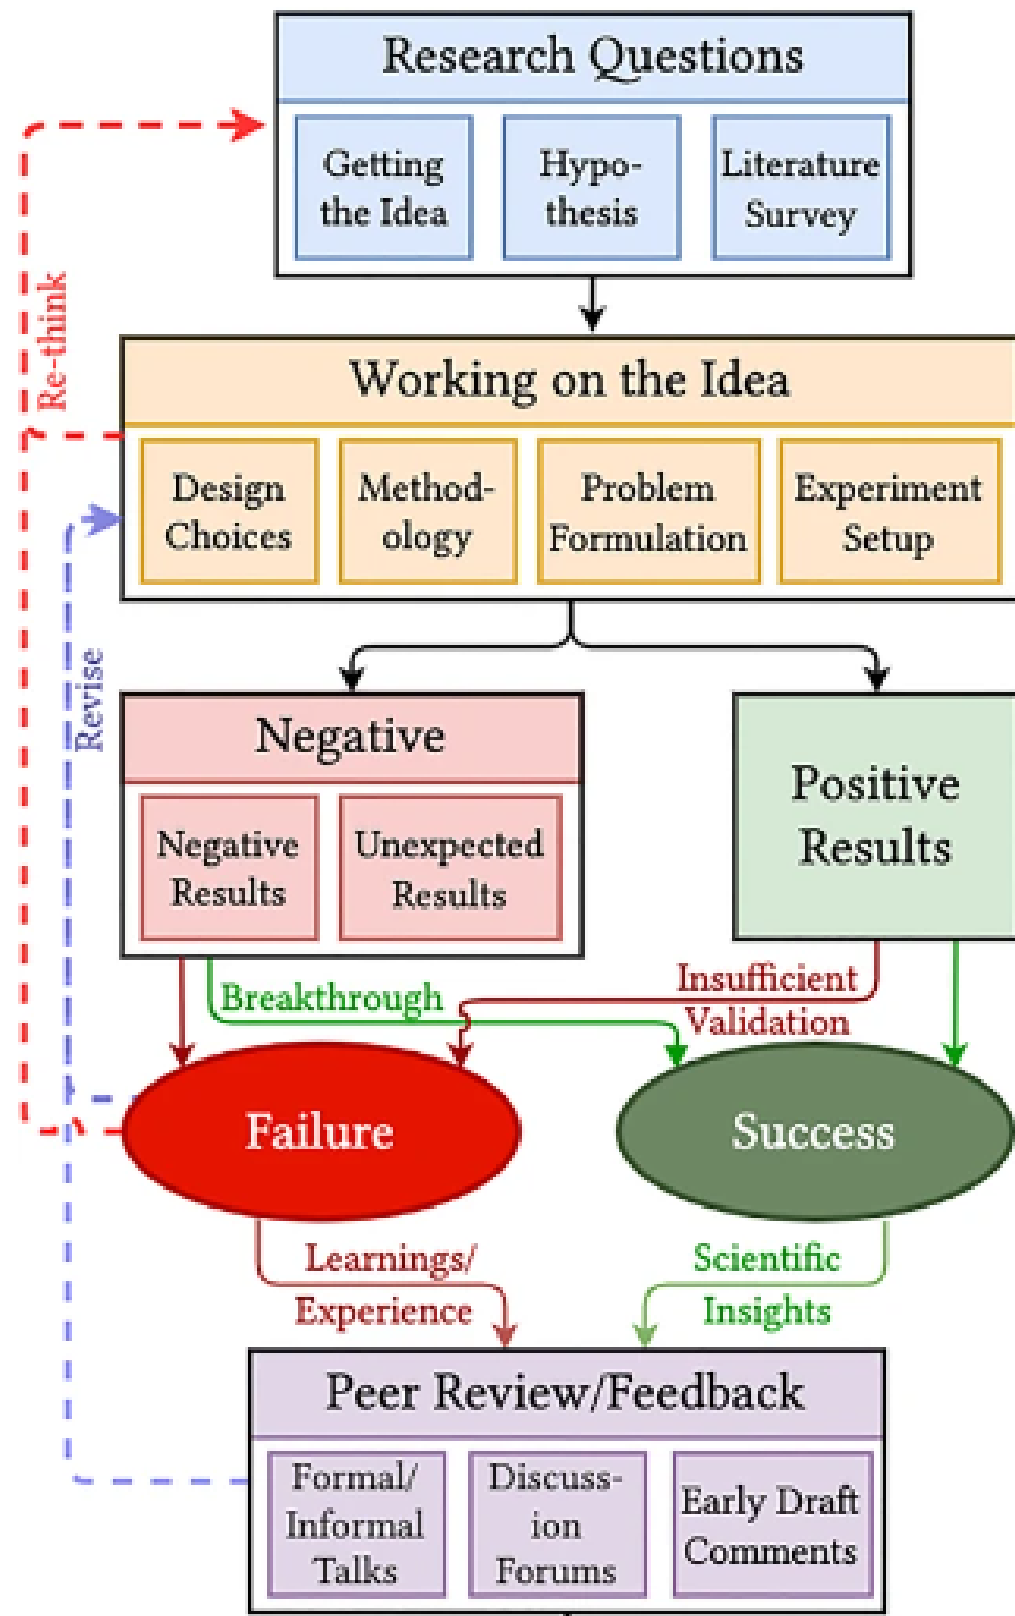 Research Questions
Getting
the Idea
Hypo-
thesis
Literature
Survey
Re-think
Working on the Idea
Design
Choices
Method-
ology
Problem
Formulation
Experiment
Setup
Revise
Negative
Negative
Results
Unexpected
Results
Positive
Results
Breakthrough
Insufficient
Validation
Failure
Success
Learnings/
Experience
Scientific
Insights
Peer Review/Feedback
Formal/
Informal
Talks
Discuss-
ion
Forums
Early Draft
Comments